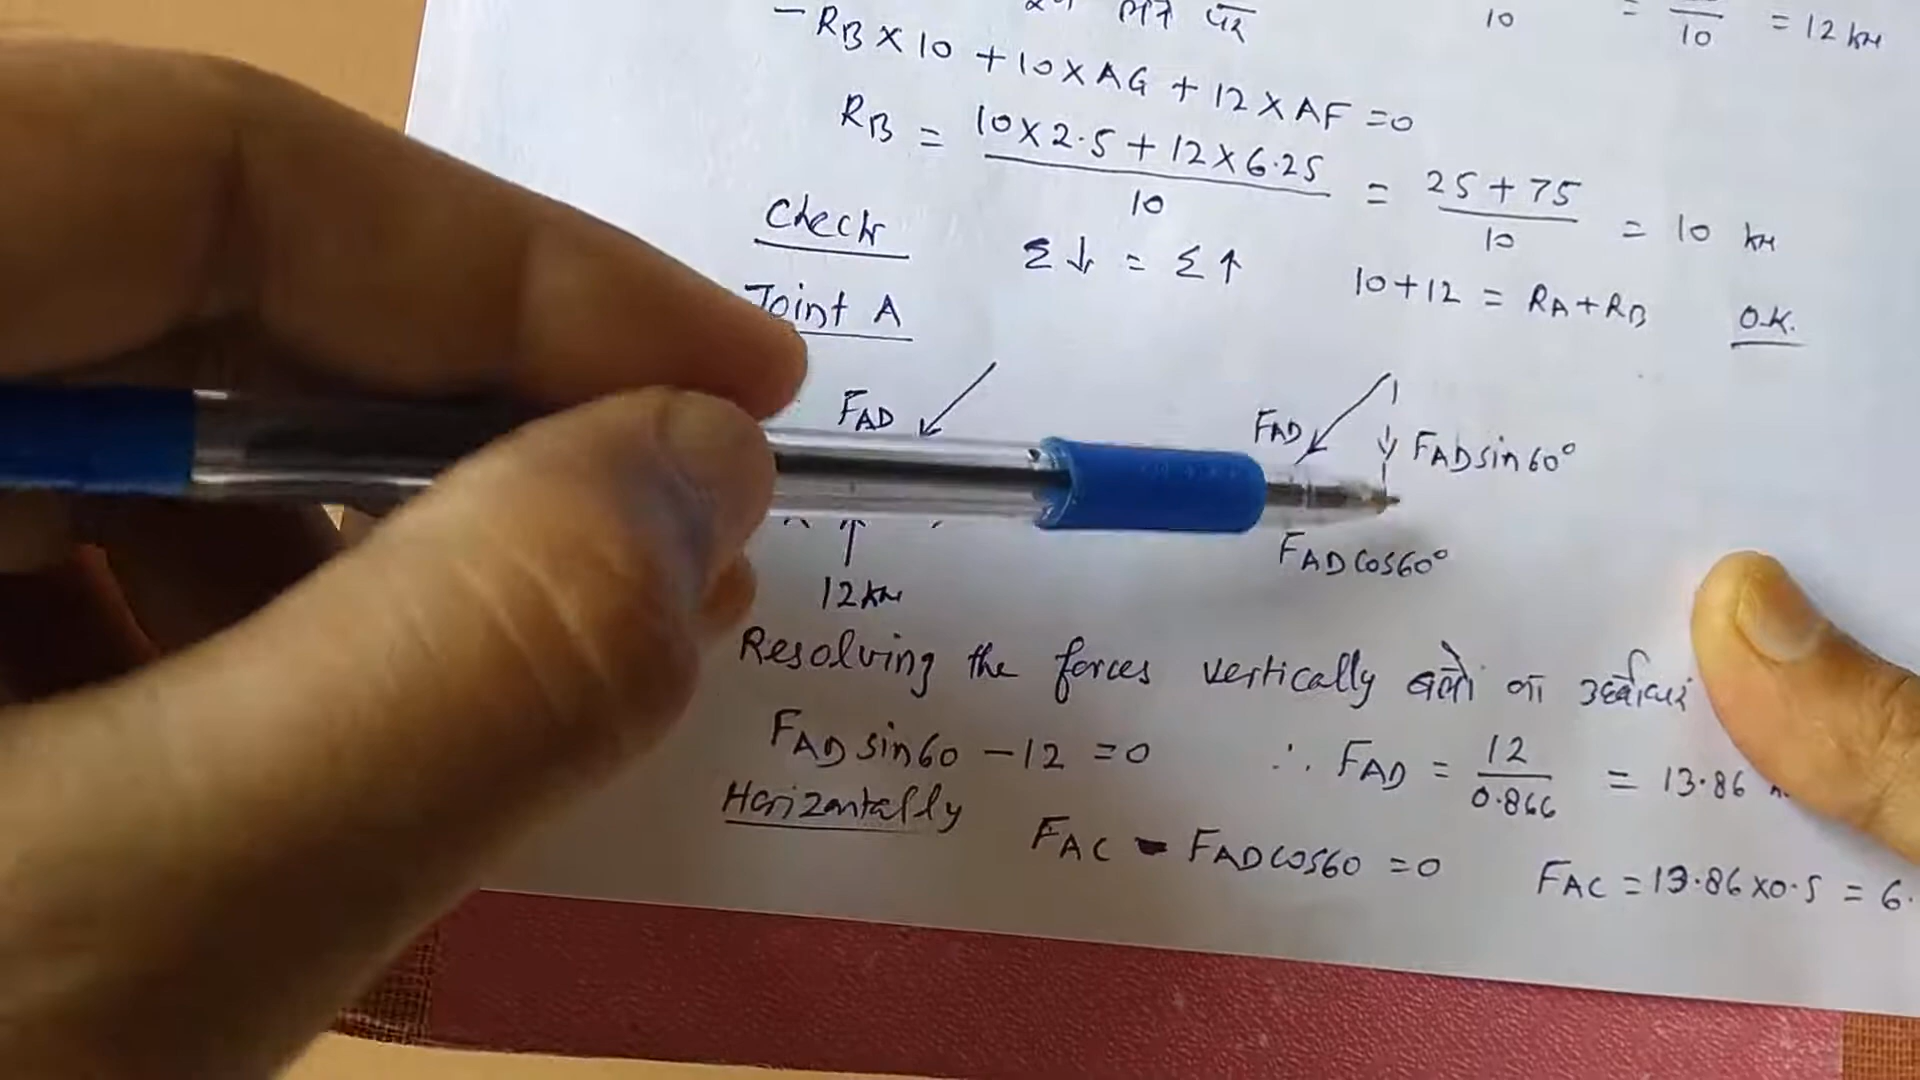 10 = 10 = 12 kN
- RB × 10 + 10 × AG + 12 × AF = 0
RB = 10 × 2.5 + 12 × 6.25 / 10 = 25 + 75 / 10 = 10 kN
Check Σ↓ = Σ↑ 10 + 12 = RA + RB O.K.
Joint A
FAD
12 kN
FAD
FAD sin 60°
FAD cos 60°
Resolving the forces vertically बलों का
FAD sin 60 - 12 = 0 ∴ FAD = 12 / 0.866 = 13.86
Horizontally FAC - FAD cos 60 = 0 FAC = 13.86 × 0.5 = 6.